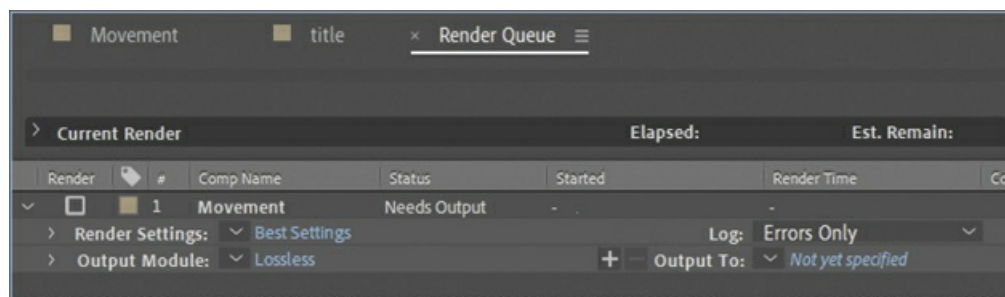 Movement title × Render Queue
Current Render Elapsed: Est. Remain:
Render # Comp Name Status Started Render Time
1 Movement Needs Output - -
Render Settings: Best Settings Log: Errors Only
Output Module: Lossless + Output To: Not yet specified